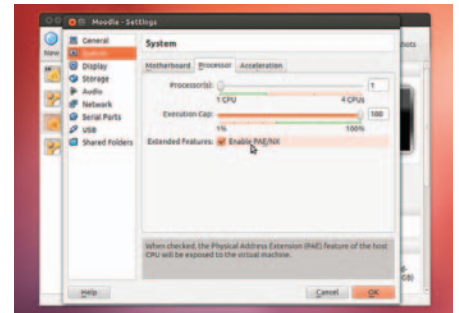 Moodle - Settings
New
General
System
Display
Storage
Audio
Network
Serial Ports
USB
Shared Folders
System
Motherboard Processor Acceleration
Processor(s): 1
1 CPU 4 CPUs
Execution Cap: 100
1% 100%
Extended Features: Enable PAE/NX
When checked, the Physical Address Extension (PAE) feature of the host
CPU will be exposed to the virtual machine.
Help Cancel OK